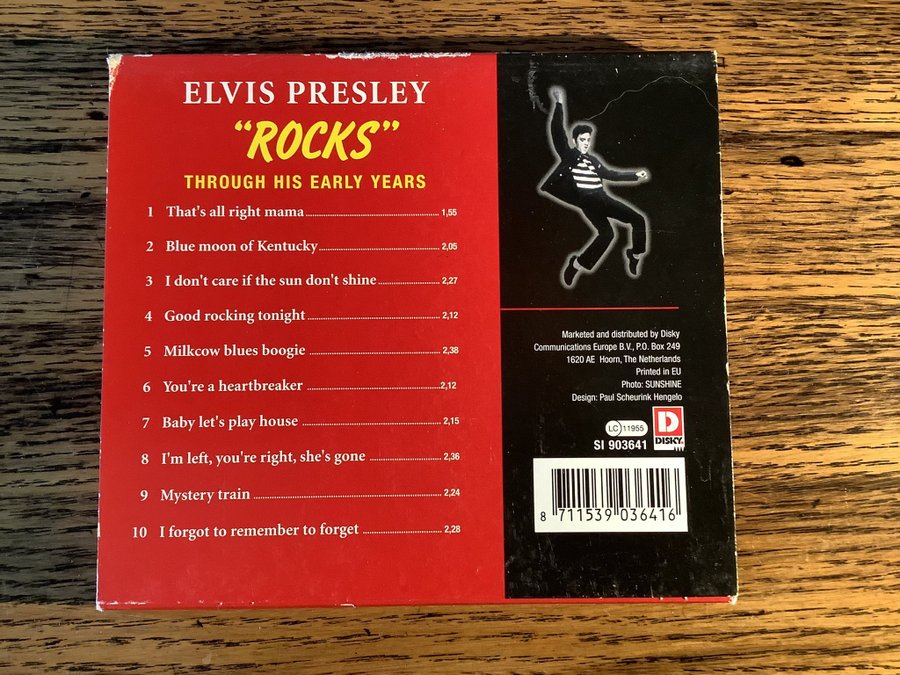 ELVIS PRESLEY
“ROCKS”
THROUGH HIS EARLY YEARS
1 That's all right mama 1,55
2 Blue moon of Kentucky 2,05
3 I don't care if the sun don't shine 2,27
4 Good rocking tonight 2,12
5 Milkcow blues boogie 2,38
6 You're a heartbreaker 2,12
7 Baby let's play house 2,15
8 I'm left, you're right, she's gone 2,36
9 Mystery train 2,24
10 I forgot to remember to forget 2,28
Marketed and distributed by Disky
Communications Europe B.V., P.O. Box 249
1620 AE Hoorn, The Netherlands
Printed in EU
Photo: SUNSHINE
Design: Paul Scheurink Hengelo
LC 11955
SI 903641
D
DISKY
8 711539 036416